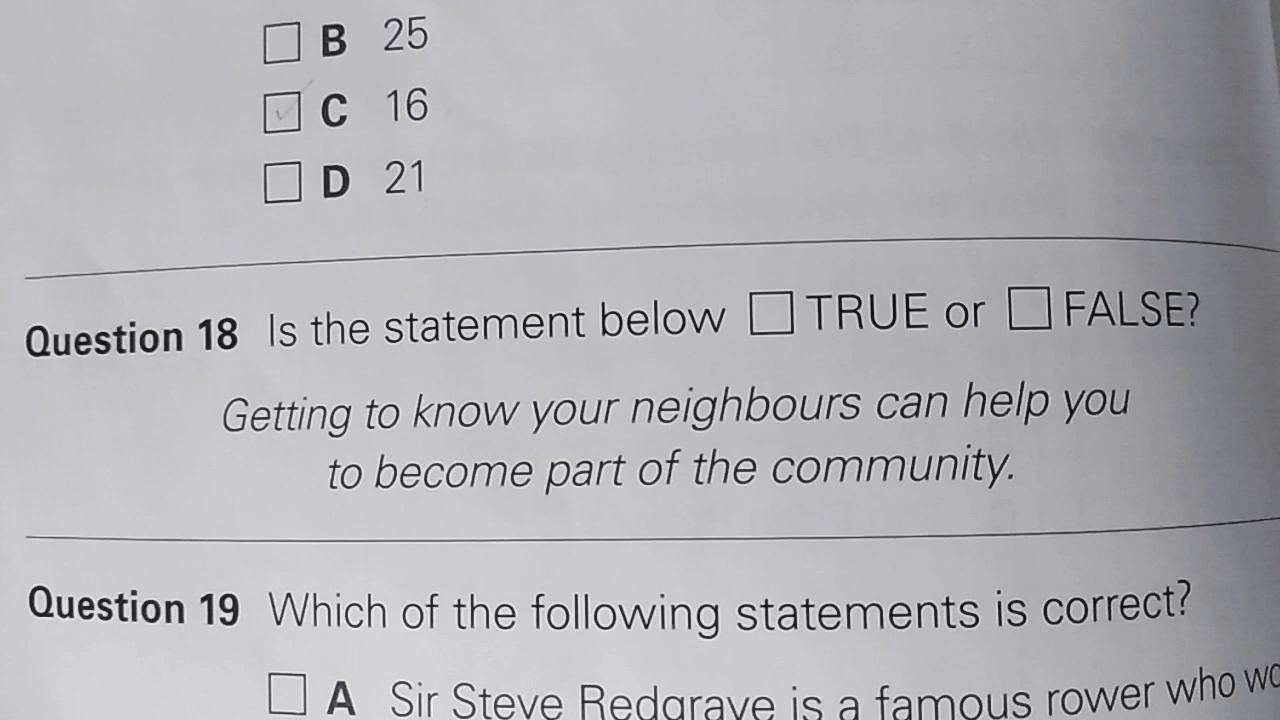 B 25
C 16
D 21
Question 18 Is the statement below TRUE or FALSE?
Getting to know your neighbours can help you
to become part of the community.
Question 19 Which of the following statements is correct?
A Sir Steve Redgrave is a famous rower who